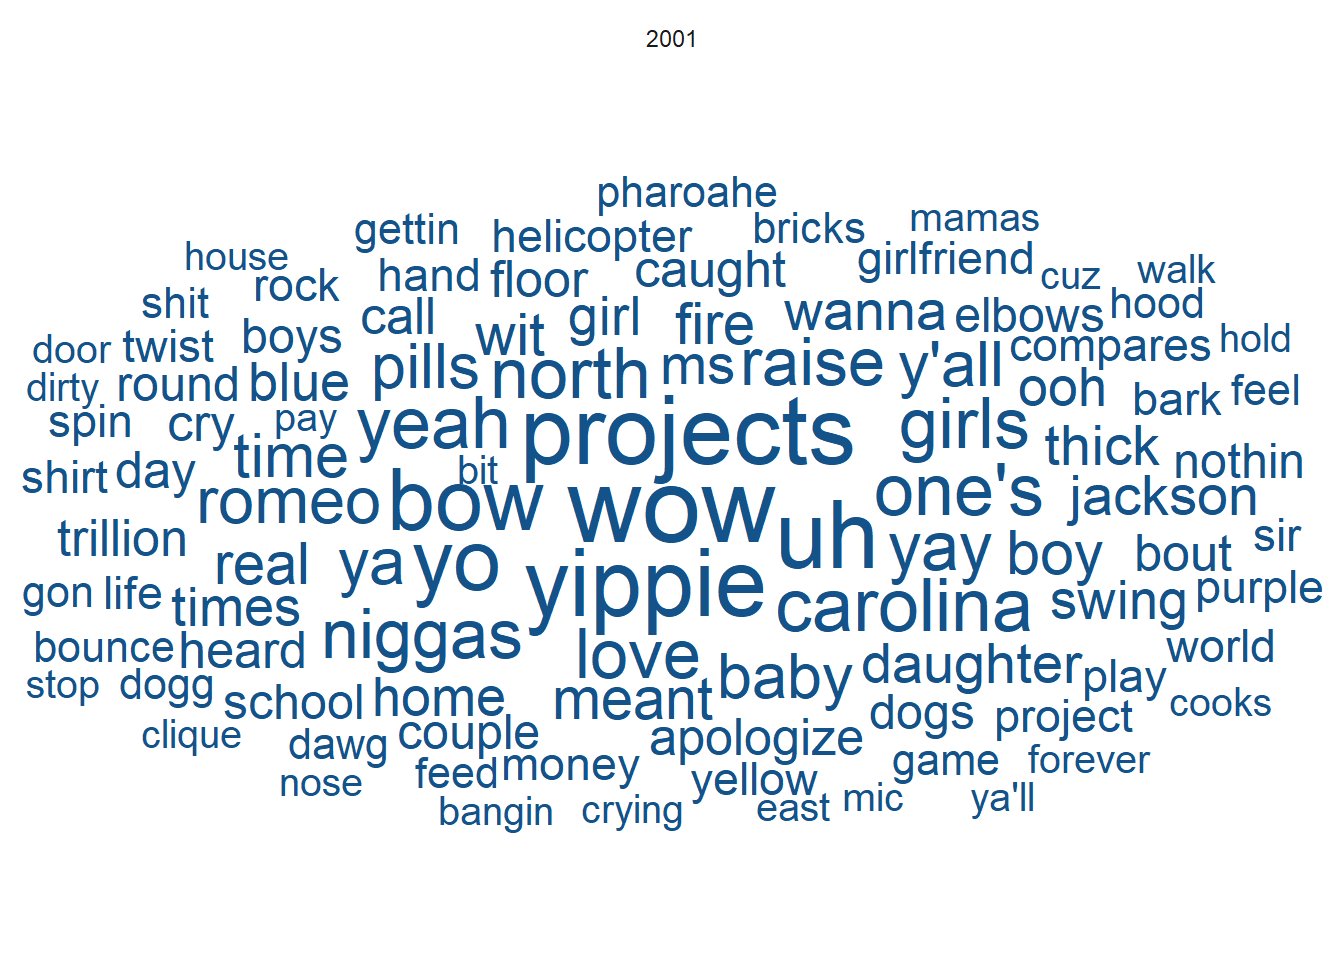 2001
pharoahe
gettin helicopter bricks mamas
house rock hand floor caught girlfriend cuz walk
shit boys call wit girl fire wanna elbows hood
door twist pills north ms raise y'all compares hold
dirty round blue ooh bark feel
spin cry pay yeah projects girls thick nothin
shirt day time bit
romeo bow wow uh one's jackson
trillion real ya yo yippie yay boy bout sir
gon life times carolina swing purple
bounce heard niggas love daughter world
stop dogg school home meant baby play cooks
clique dawg couple apologize dogs project
nose feed money yellow game forever
bangin crying east mic ya'll